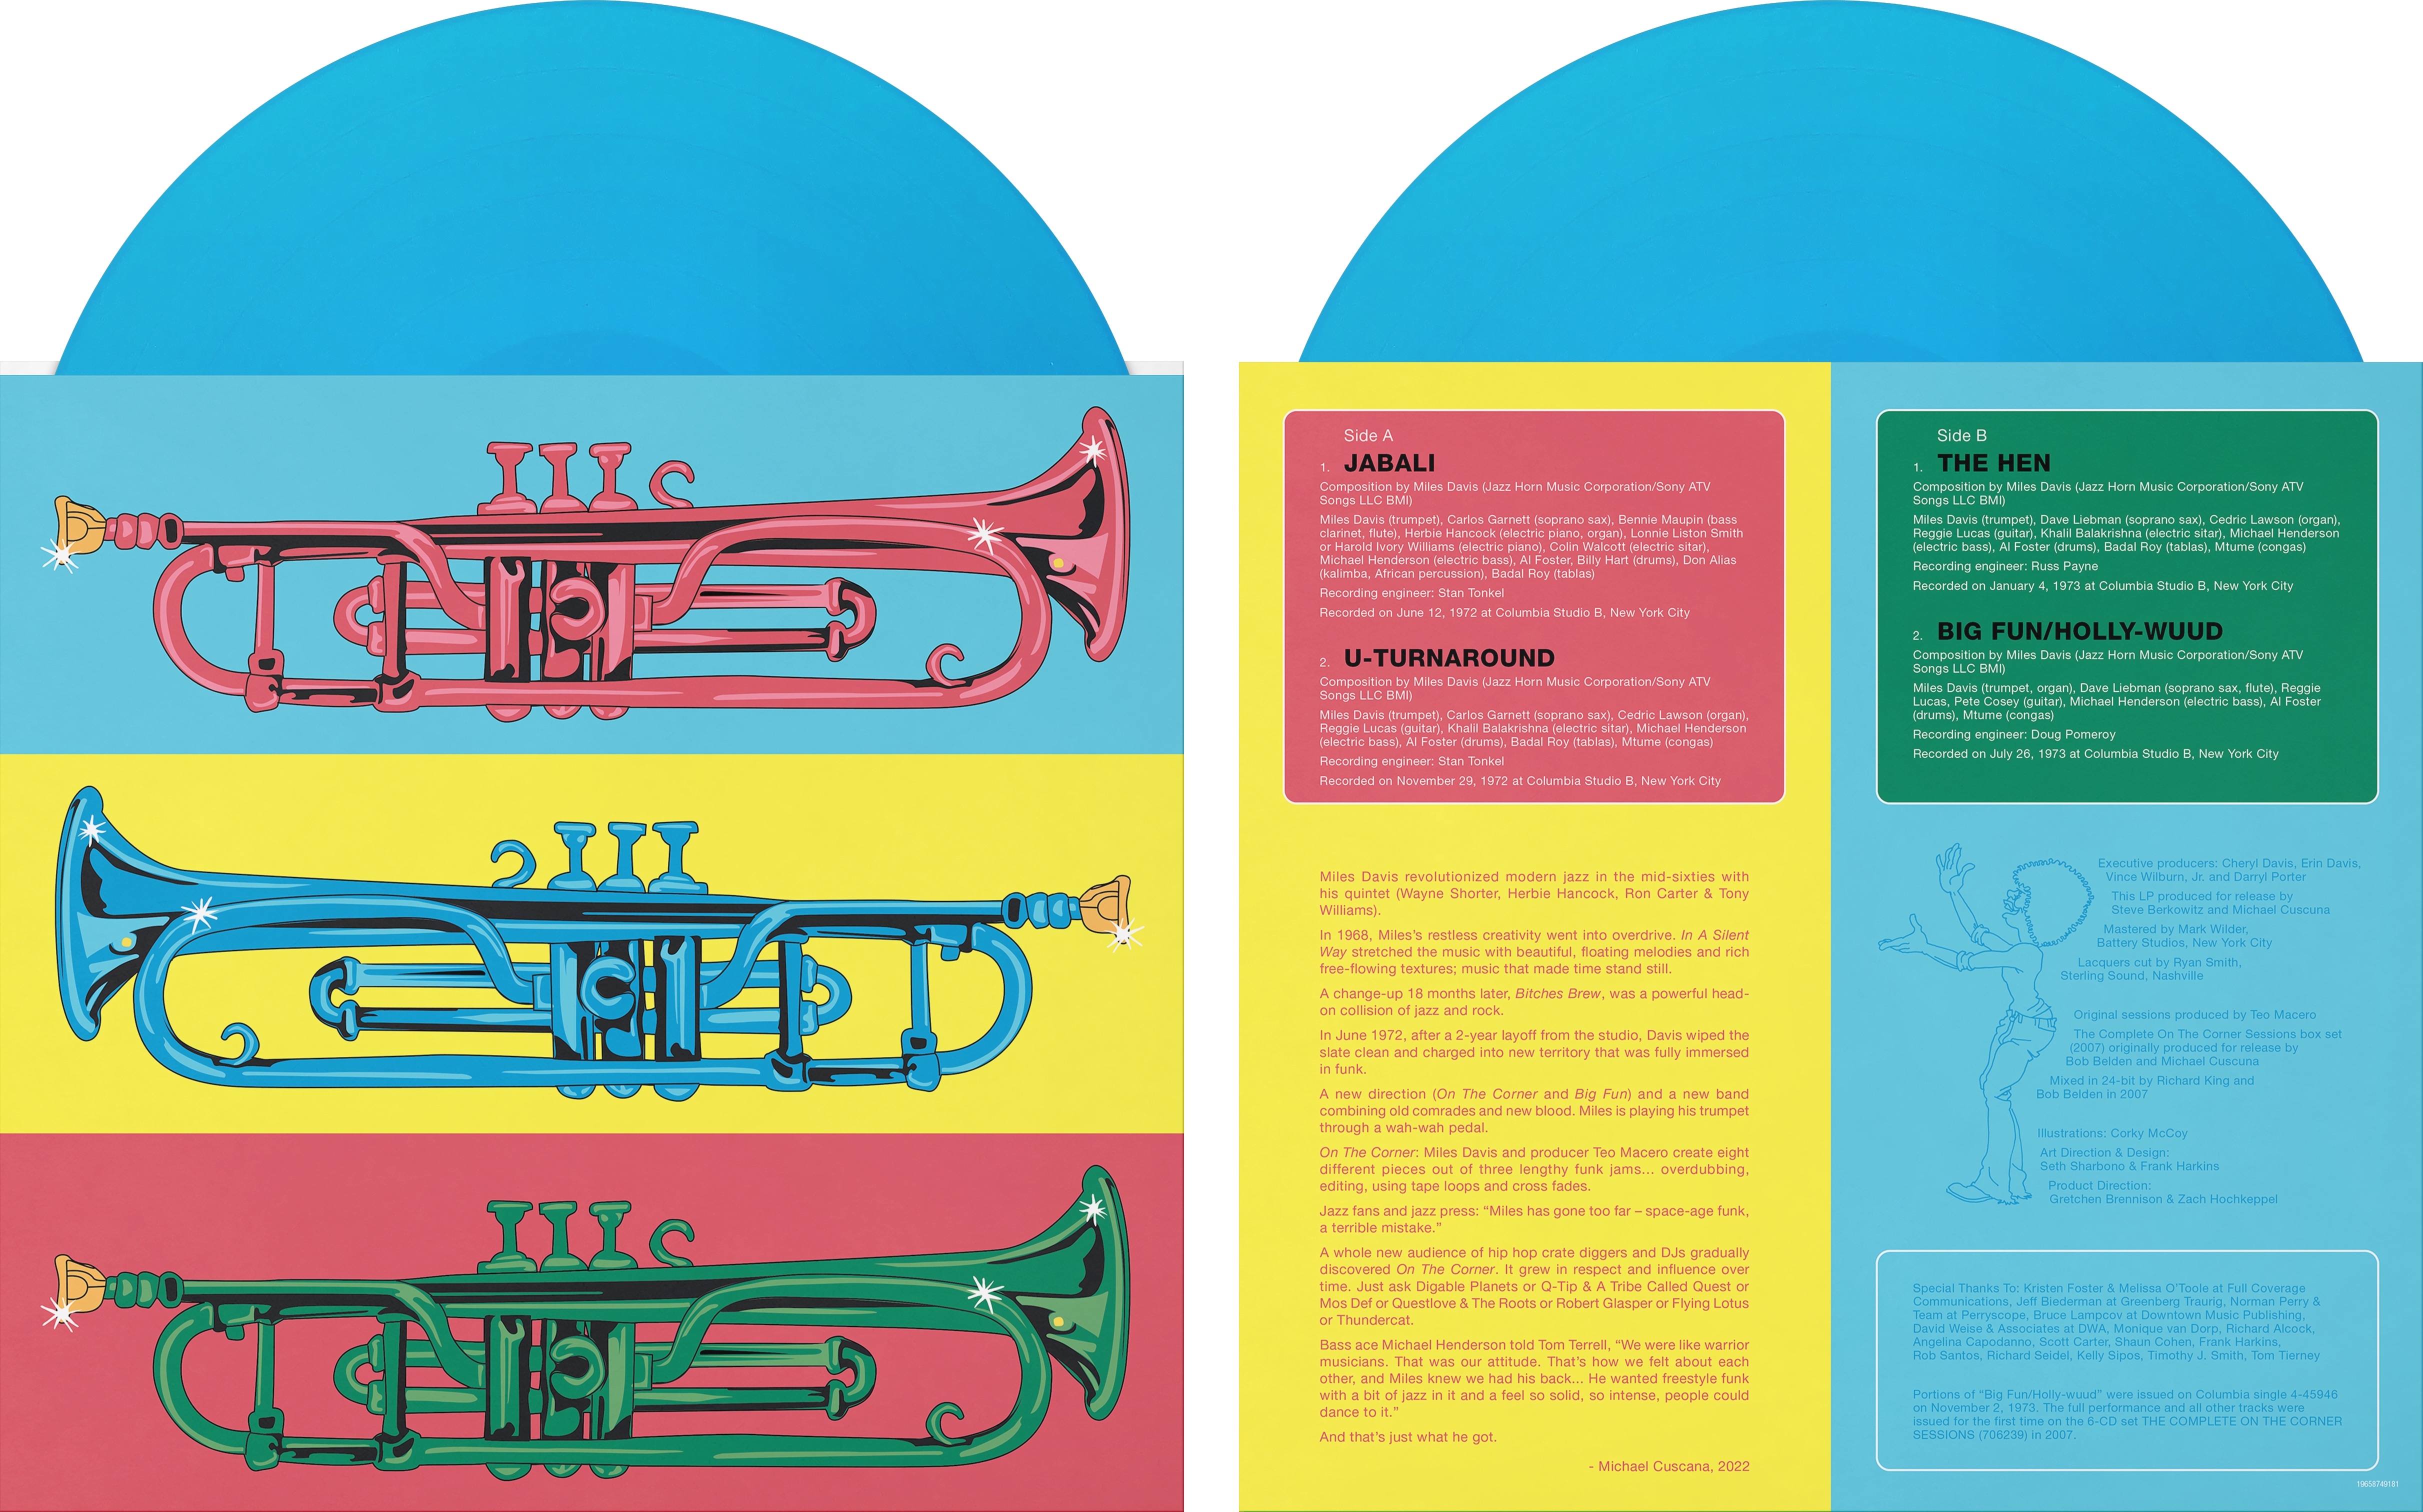 Side A
1. JABALI
Composition by Miles Davis (Jazz Horn Music Corporation/Sony ATV
Songs LLC BMI)
Miles Davis (trumpet), Carlos Garnett (soprano sax), Bennie Maupin (bass
clarinet, flute), Herbie Hancock (electric piano, organ), Lonnie Liston Smith
or Harold Ivory Williams (electric piano), Colin Walcott (electric sitar),
Michael Henderson (electric bass), Al Foster, Billy Hart (drums), Don Alias
(kalimba, African percussion), Badal Roy (tablas)
Recording engineer: Stan Tonkel
Recorded on June 12, 1972 at Columbia Studio B, New York City
2. U-TURNAROUND
Composition by Miles Davis (Jazz Horn Music Corporation/Sony ATV
Songs LLC BMI)
Miles Davis (trumpet), Carlos Garnett (soprano sax), Cedric Lawson (organ),
Reggie Lucas (guitar), Khalil Balakrishna (electric sitar), Michael Henderson
(electric bass), Al Foster (drums), Badal Roy (tablas), Mtume (congas)
Recording engineer: Stan Tonkel
Recorded on November 29, 1972 at Columbia Studio B, New York City
Side B
1. THE HEN
Composition by Miles Davis (Jazz Horn Music Corporation/Sony ATV
Songs LLC BMI)
Miles Davis (trumpet), Dave Liebman (soprano sax), Cedric Lawson (organ),
Reggie Lucas (guitar), Khalil Balakrishna (electric sitar), Michael Henderson
(electric bass), Al Foster (drums), Badal Roy (tablas), Mtume (congas)
Recording engineer: Russ Payne
Recorded on January 4, 1973 at Columbia Studio B, New York City
2. BIG FUN/HOLLY-WUUD
Composition by Miles Davis (Jazz Horn Music Corporation/Sony ATV
Songs LLC BMI)
Miles Davis (trumpet, organ), Dave Liebman (soprano sax, flute), Reggie
Lucas, Pete Cosey (guitar), Michael Henderson (electric bass), Al Foster
(drums), Mtume (congas)
Recording engineer: Doug Pomeroy
Recorded on July 26, 1973 at Columbia Studio B, New York City
Miles Davis revolutionized modern jazz in the mid-sixties with
his quintet (Wayne Shorter, Herbie Hancock, Ron Carter & Tony
Williams).
In 1968, Miles's restless creativity went into overdrive. In A Silent
Way stretched the music with beautiful, floating melodies and rich
free-flowing textures; music that made time stand still.
A change-up 18 months later, Bitches Brew, was a powerful head-
on collision of jazz and rock.
In June 1972, after a 2-year layoff from the studio, Davis wiped the
slate clean and charged into new territory that was fully immersed
in funk.
A new direction (On The Corner and Big Fun) and a new band
combining old comrades and new blood. Miles is playing his trumpet
through a wah-wah pedal.
On The Corner: Miles Davis and producer Teo Macero create eight
different pieces out of three lengthy funk jams... overdubbing,
editing, using tape loops and cross fades.
Jazz fans and jazz press: “Miles has gone too far – space-age funk,
a terrible mistake.”
A whole new audience of hip hop crate diggers and DJs gradually
discovered On The Corner. It grew in respect and influence over
time. Just ask Digable Planets or Q-Tip & A Tribe Called Quest or
Mos Def or Questlove & The Roots or Robert Glasper or Flying Lotus
or Thundercat.
Bass ace Michael Henderson told Tom Terrell, “We were like warrior
musicians. That was our attitude. That's how we felt about each
other, and Miles knew we had his back... He wanted freestyle funk
with a bit of jazz in it and a feel so solid, so intense, people could
dance to it.”
And that's just what he got.
- Michael Cuscana, 2022
Executive producers: Cheryl Davis, Erin Davis,
Vince Wilburn, Jr. and Darryl Porter
This LP produced for release by
Steve Berkowitz and Michael Cuscuna
Mastered by Mark Wilder,
Battery Studios, New York City
Lacquers cut by Ryan Smith,
Sterling Sound, Nashville
Original sessions produced by Teo Macero
The Complete On The Corner Sessions box set
(2007) originally produced for release by
Bob Belden and Michael Cuscuna
Mixed in 24-bit by Richard King and
Bob Belden in 2007
Illustrations: Corky McCoy
Art Direction & Design:
Seth Sharbono & Frank Harkins
Product Direction:
Gretchen Brennison & Zach Hochkeppel
Special Thanks To: Kristen Foster & Melissa O'Toole at Full Coverage
Communications, Jeff Biederman at Greenberg Traurig, Norman Perry &
Team at Perryscope, Bruce Lampcov at Downtown Music Publishing,
David Weise & Associates at DWA, Monique van Dorp, Richard Alcock,
Angelina Capodanno, Scott Carter, Shaun Cohen, Frank Harkins,
Rob Santos, Richard Seidel, Kelly Sipos, Timothy J. Smith, Tom Tierney
Portions of “Big Fun/Holly-wuud” were issued on Columbia single 4-45946
on November 2, 1973. The full performance and all other tracks were
issued for the first time on the 6-CD set THE COMPLETE ON THE CORNER
SESSIONS (706239) in 2007.
19658749181